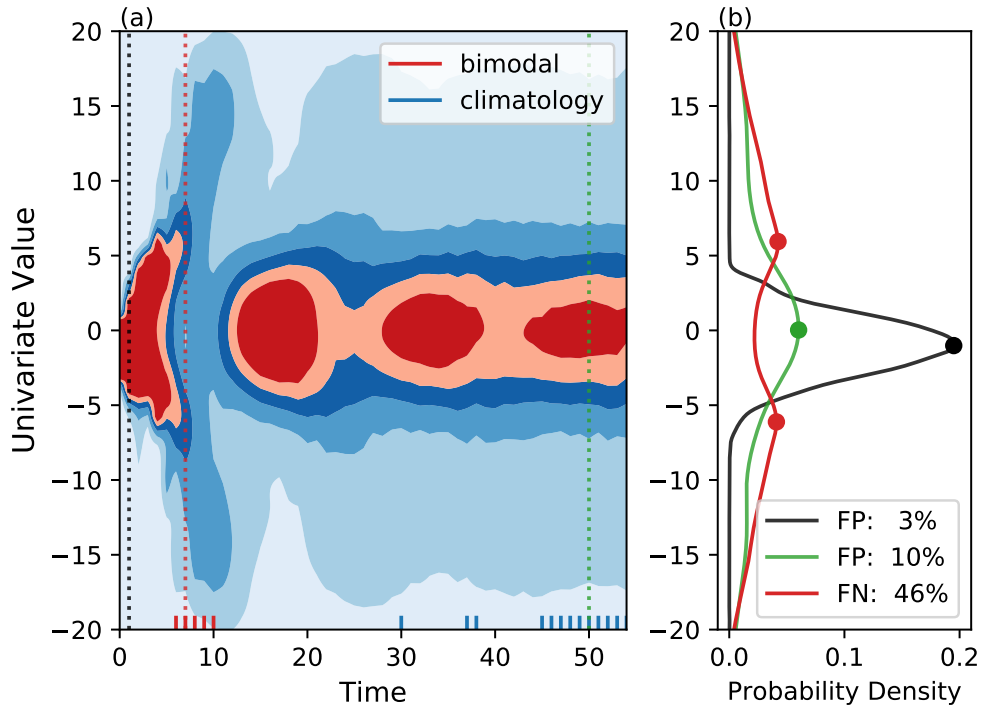 (a)
bimodal
climatology
20
15
10
5
0
−5
−10
−15
−20
Univariate Value
0
10
20
30
40
50
Time
(b)
20
15
10
5
0
−5
−10
−15
−20
FP: 3%
FP: 10%
FN: 46%
0.0
0.1
0.2
Probability Density